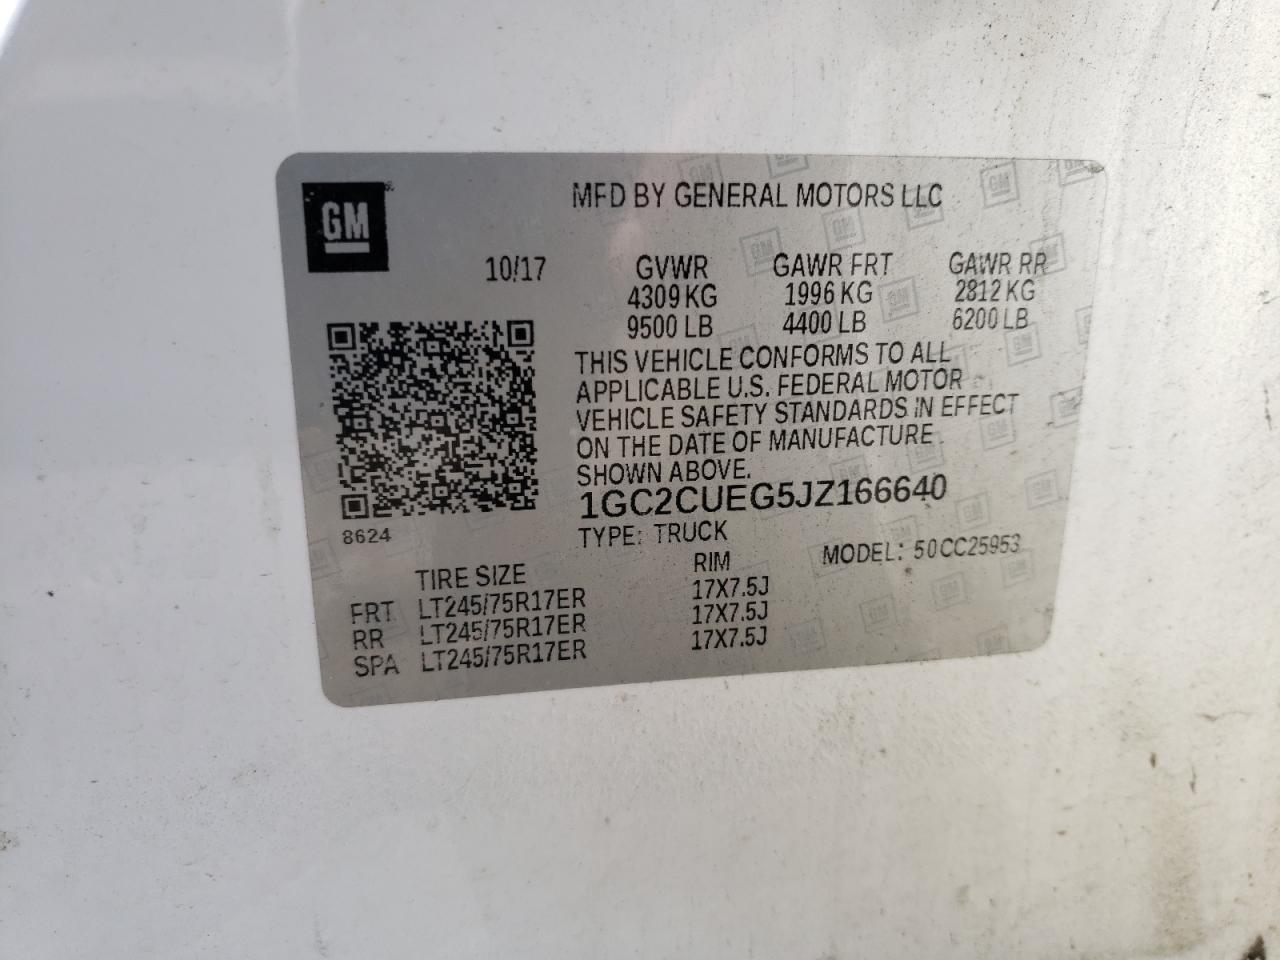 GM
MFD BY GENERAL MOTORS LLC
10/17 GVWR GAWR FRT GAWR RR
4309 KG 1996 KG 2812 KG
9500 LB 4400 LB 6200 LB
THIS VEHICLE CONFORMS TO ALL
APPLICABLE U.S. FEDERAL MOTOR
VEHICLE SAFETY STANDARDS IN EFFECT
ON THE DATE OF MANUFACTURE
SHOWN ABOVE.
1GC2CUEG5JZ166640
8624
TYPE: TRUCK
MODEL: 50CC25953
TIRE SIZE RIM
FRT LT245/75R17ER 17X7.5J
RR LT245/75R17ER 17X7.5J
SPA LT245/75R17ER 17X7.5J